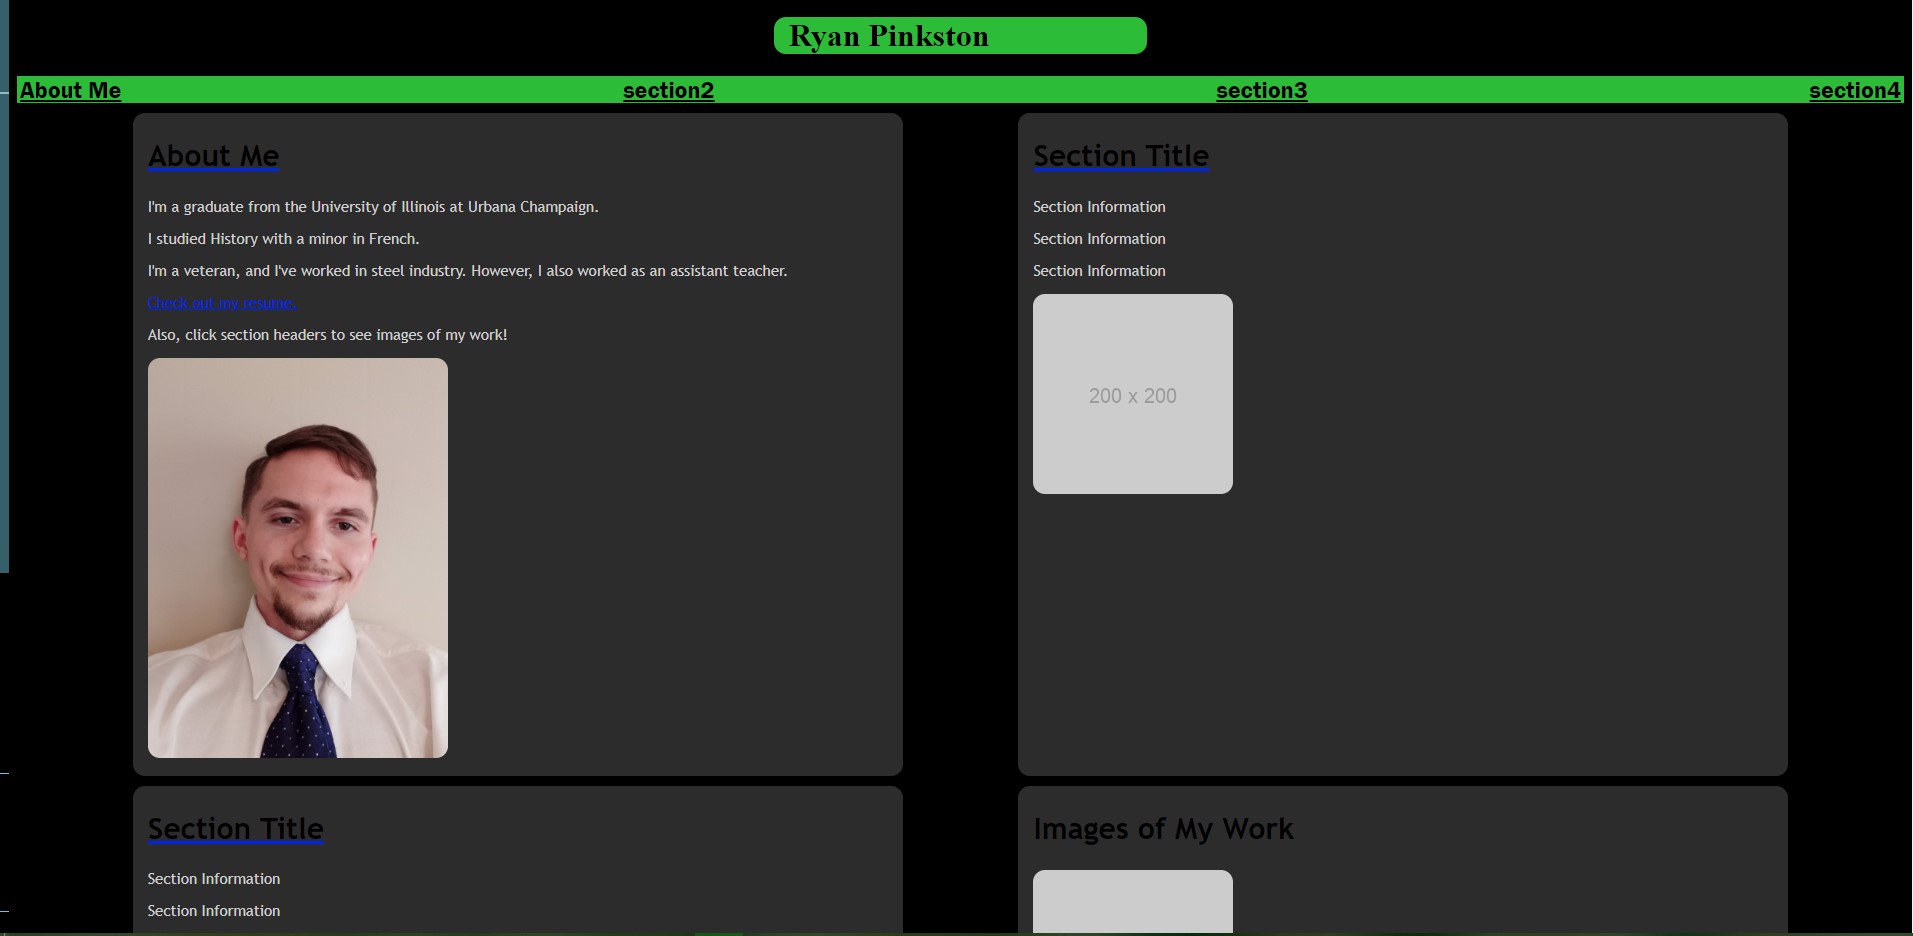 Ryan Pinkston
About Me section2 section3 section4
About Me
I'm a graduate from the University of Illinois at Urbana Champaign.
I studied History with a minor in French.
I'm a veteran, and I've worked in steel industry. However, I also worked as an assistant teacher.
Check out my resume.
Also, click section headers to see images of my work!
Section Title
Section Information
Section Information
Section Information
200 x 200
Section Title
Section Information
Section Information
Images of My Work